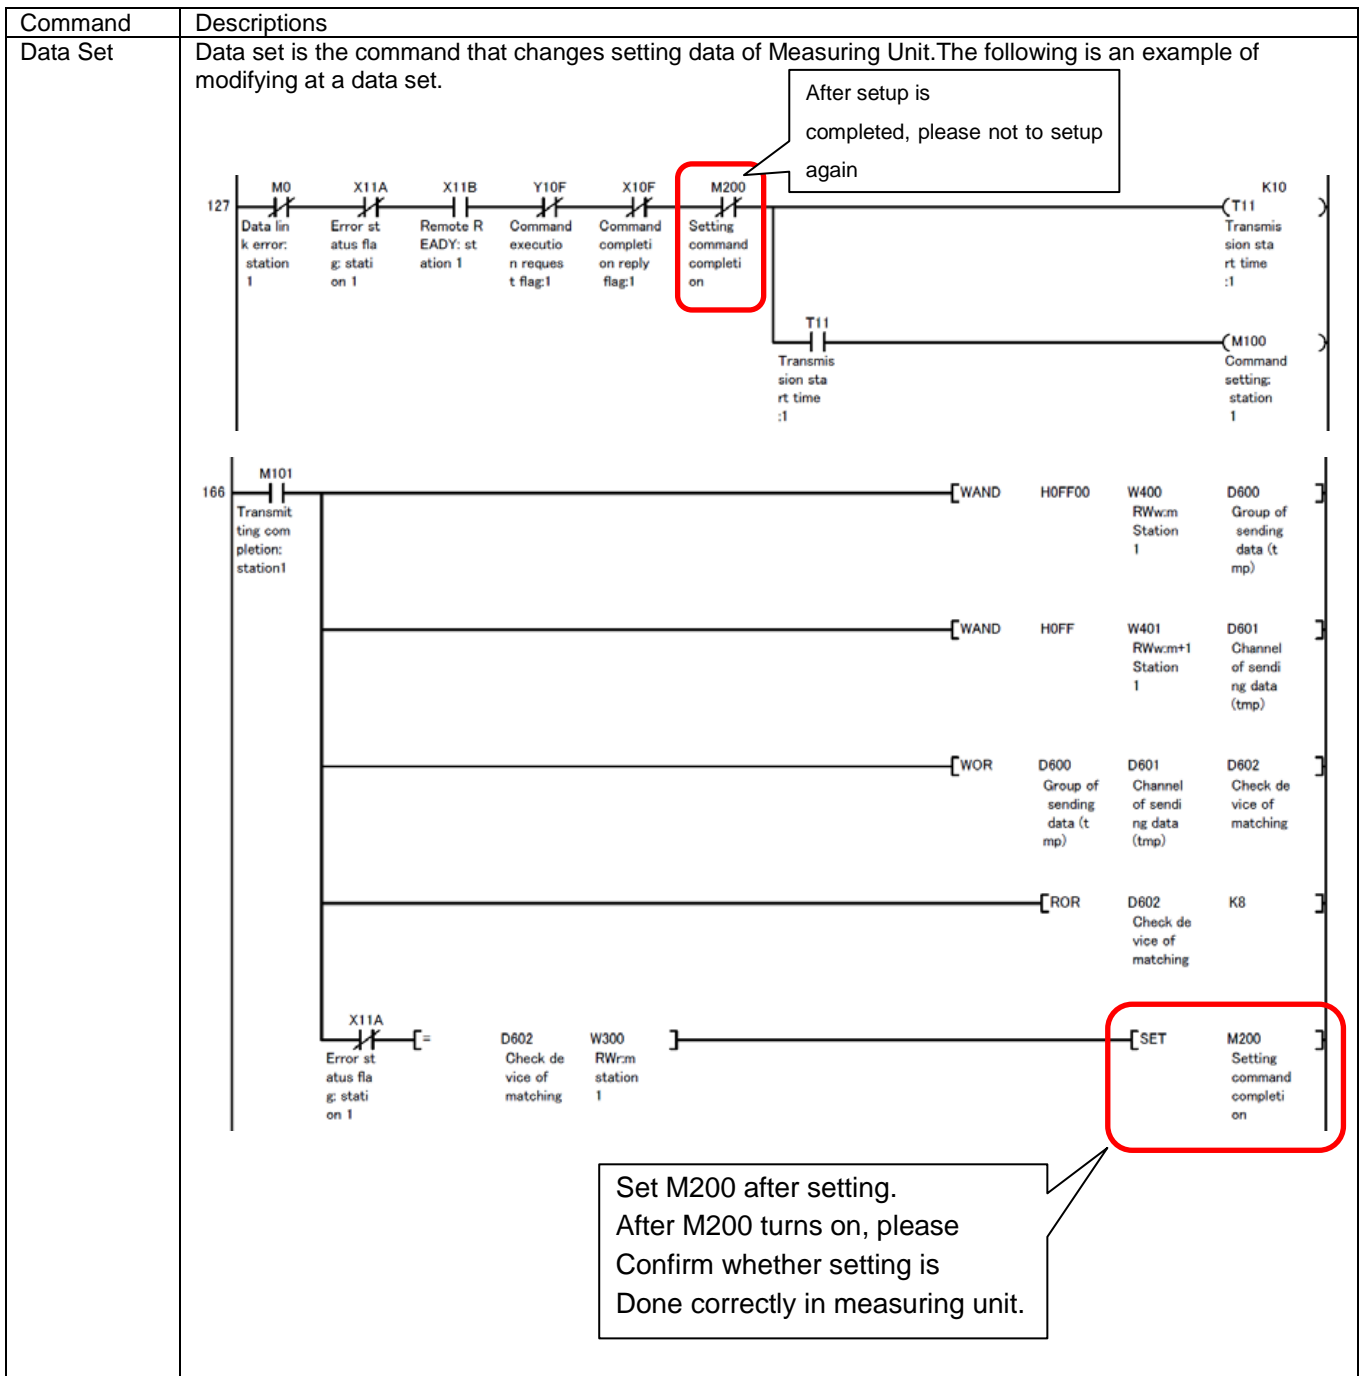 Command Descriptions
Data Set Data set is the command that changes setting data of Measuring Unit.The following is an example of
modifying at a data set.
After setup is
completed, please not to setup
again
M0 X11A X11B Y10F X10F M200 K10
127 T11
Data lin Error st Remote R Command Command Setting Transmis
k error: atus fla EADY: st executio completi command sion sta
station g: stati ation 1 n reques on reply completi rt time
1 on 1 t flag:1 flag:1 on :1
T11
M100
Transmis Command
sion sta setting:
rt time station
:1 1
M101
166 WAND H0FF00 W400 D600
Transmit RWw:m Group of
ting com Station sending
pletion: 1 data (t
station1 mp)
WAND H0FF W401 D601
RWw:m+1 Channel
Station of sendi
1 ng data
(tmp)
WOR D600 D601 D602
Group of Channel Check de
sending of sendi vice of
data (t ng data matching
mp) (tmp)
ROR D602 K8
Check de
vice of
matching
X11A
= D602 W300 SET M200
Error st Check de RWr:m Setting
atus fla vice of station command
g: stati matching 1 completi
on 1 on
Set M200 after setting.
After M200 turns on, please
Confirm whether setting is
Done correctly in measuring unit.